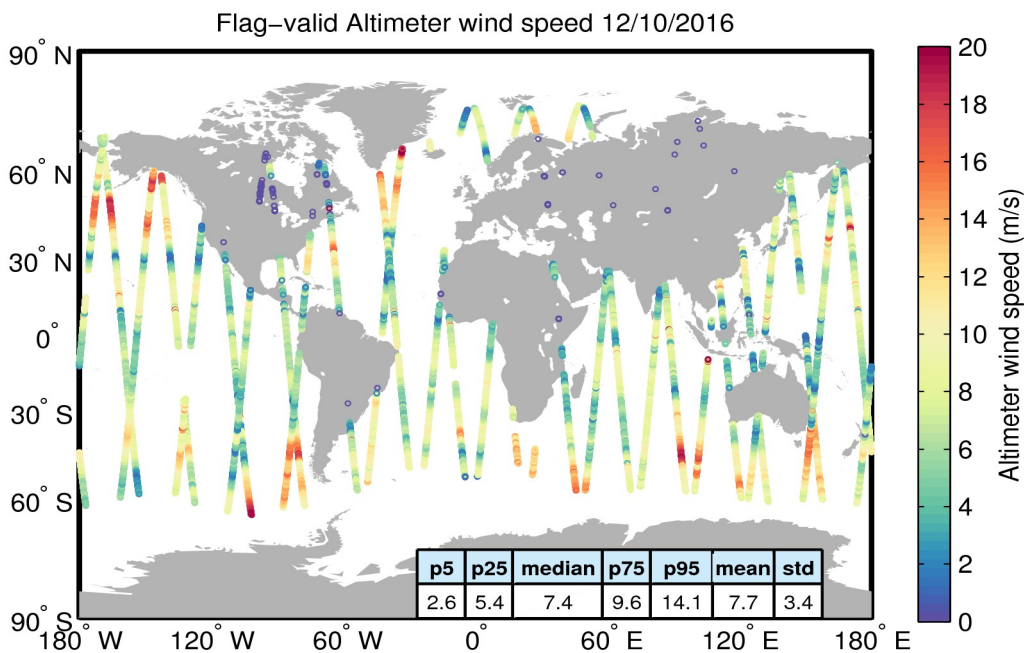 Flag−valid Altimeter wind speed 12/10/2016
90° N
60° N
30° N
0°
30° S
60° S
90° S
180° W
120° W
60° W
0°
60° E
120° E
180° E
p5 p25 median p75 p95 mean std
2.6 5.4 7.4 9.6 14.1 7.7 3.4
20
18
16
14
12
10
8
6
4
2
0
Altimeter wind speed (m/s)